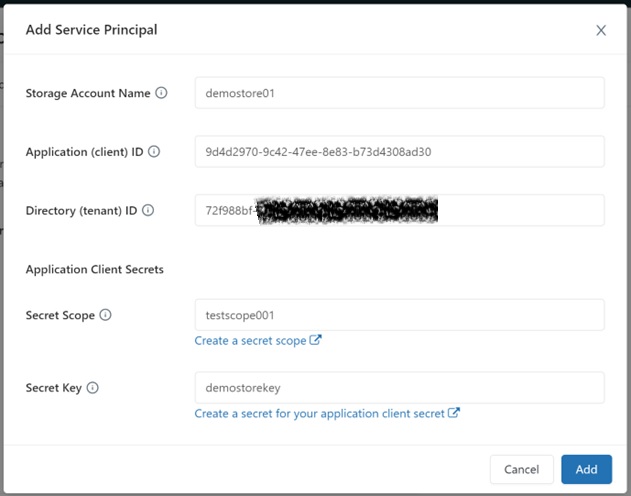 Add Service Principal
Storage Account Name demostore01
Application (client) ID 9d4d2970-9c42-47ee-8e83-b73d4308ad30
Directory (tenant) ID 72f988bf-
Application Client Secrets
Secret Scope testscope001
Create a secret scope
Secret Key demostorekey
Create a secret for your application client secret
Cancel Add